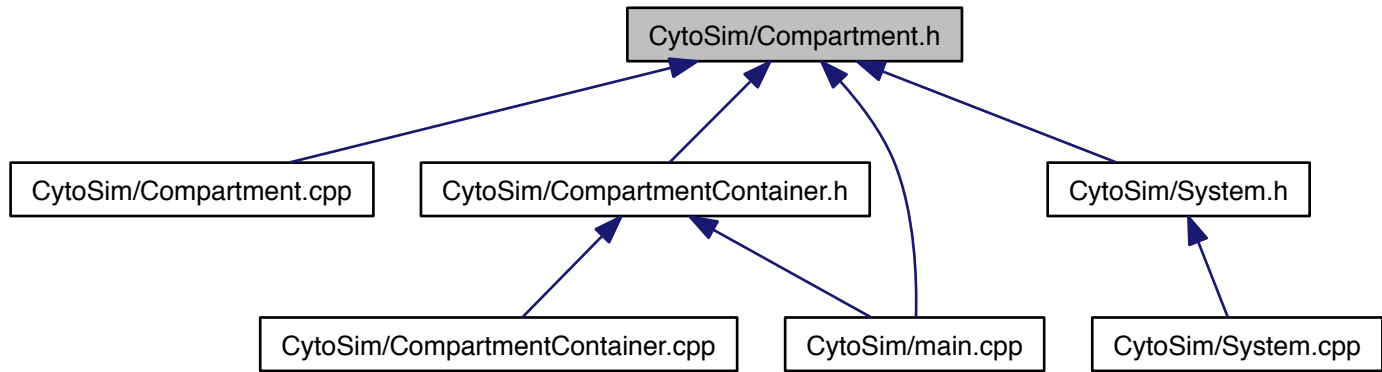 CytoSim/Compartment.h
CytoSim/Compartment.cpp
CytoSim/CompartmentContainer.h
CytoSim/System.h
CytoSim/CompartmentContainer.cpp
CytoSim/main.cpp
CytoSim/System.cpp